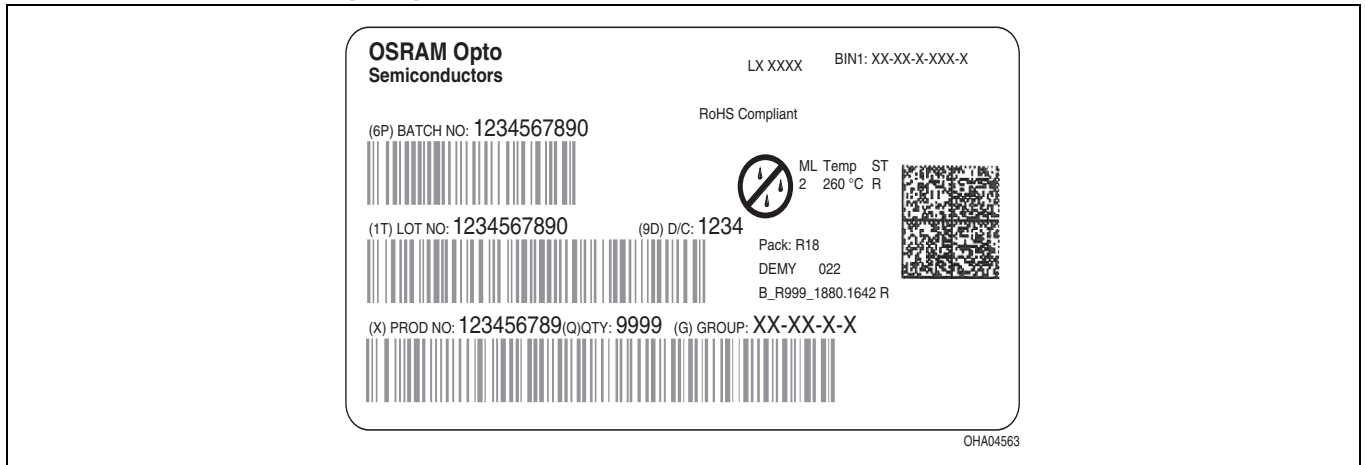 OSRAM Opto
Semiconductors
LX XXXX
BIN1: XX-XX-X-XXX-X
RoHS Compliant
(6P) BATCH NO: 1234567890
ML Temp ST
2 260 °C R
(1T) LOT NO: 1234567890 (9D) D/C: 1234
Pack: R18
DEMY 022
B_R999_1880.1642 R
(X) PROD NO: 123456789(Q)QTY: 9999 (G) GROUP: XX-XX-X-X
OHA04563